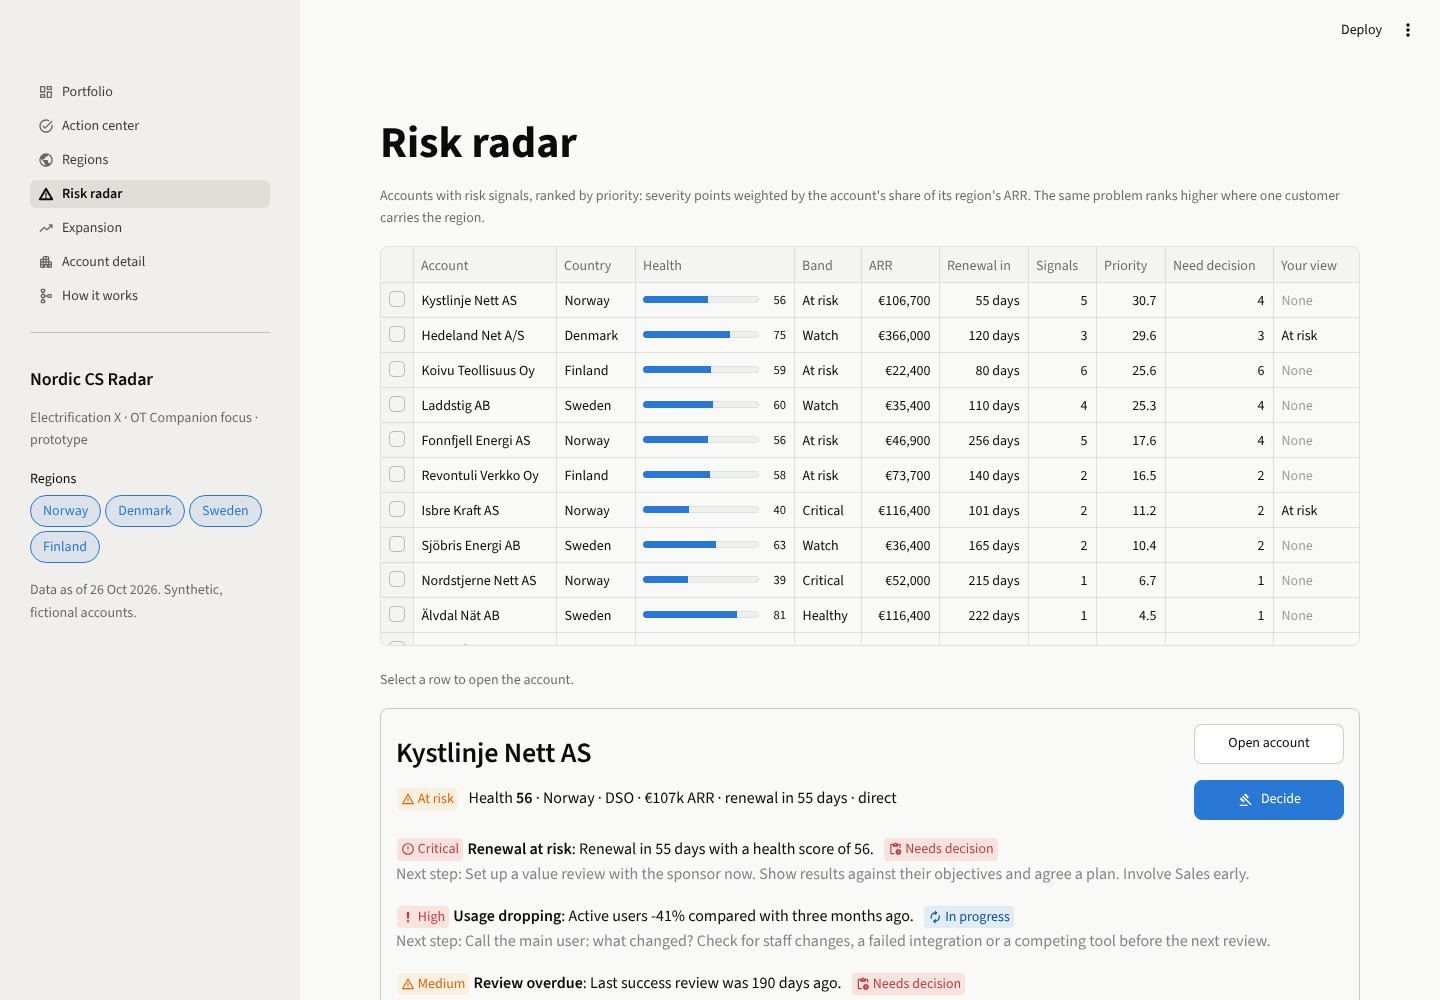 Deploy
Portfolio
Action center
Regions
Risk radar
Expansion
Account detail
How it works
Nordic CS Radar
Electrification X · OT Companion focus ·
prototype
Regions
Norway Denmark Sweden
Finland
Data as of 26 Oct 2026. Synthetic,
fictional accounts.
Risk radar
Accounts with risk signals, ranked by priority: severity points weighted by the account's share of its region's ARR. The same problem ranks higher where one customer
carries the region.
Account Country Health Band ARR Renewal in Signals Priority Need decision Your view
Kystlinje Nett AS Norway 56 At risk €106,700 55 days 5 30.7 4 None
Hedeland Net A/S Denmark 75 Watch €366,000 120 days 3 29.6 3 At risk
Koivu Teollisuus Oy Finland 59 At risk €22,400 80 days 6 25.6 6 None
Laddstig AB Sweden 60 Watch €35,400 110 days 4 25.3 4 None
Fonnfjell Energi AS Norway 56 At risk €46,900 256 days 5 17.6 4 None
Revontuli Verkko Oy Finland 58 At risk €73,700 140 days 2 16.5 2 None
Isbre Kraft AS Norway 40 Critical €116,400 101 days 2 11.2 2 At risk
Sjöbris Energi AB Sweden 63 Watch €36,400 165 days 2 10.4 2 None
Nordstjerne Nett AS Norway 39 Critical €52,000 215 days 1 6.7 1 None
Älvdal Nät AB Sweden 81 Healthy €116,400 222 days 1 4.5 1 None
Select a row to open the account.
Kystlinje Nett AS
Open account
At risk Health 56 · Norway · DSO · €107k ARR · renewal in 55 days · direct
Decide
Critical Renewal at risk: Renewal in 55 days with a health score of 56. Needs decision
Next step: Set up a value review with the sponsor now. Show results against their objectives and agree a plan. Involve Sales early.
High Usage dropping: Active users -41% compared with three months ago. In progress
Next step: Call the main user: what changed? Check for staff changes, a failed integration or a competing tool before the next review.
Medium Review overdue: Last success review was 190 days ago. Needs decision